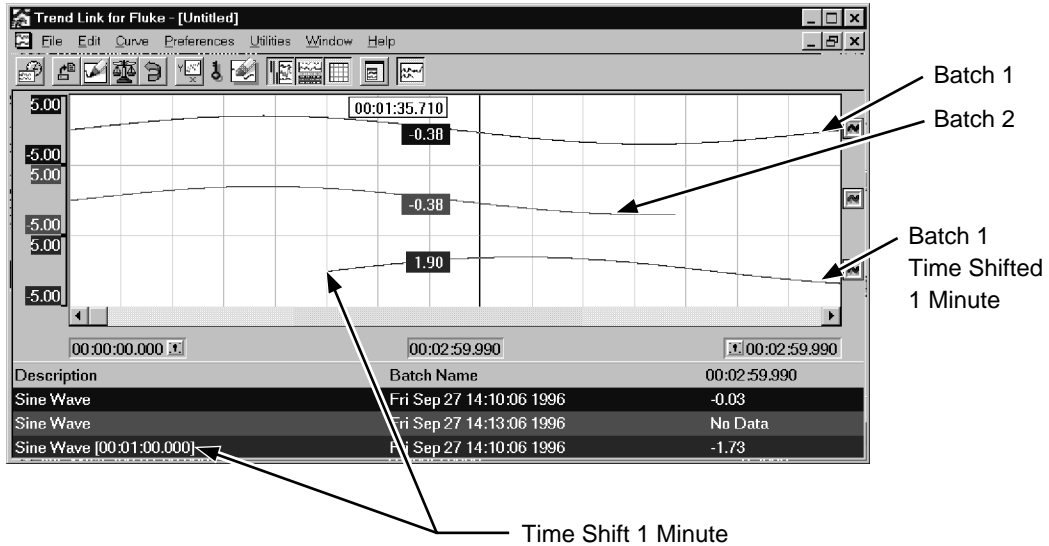 Trend Link for Fluke - [Untitled]
File Edit Curve Preferences Utilities Window Help
5.00
00:01:35.710
-0.38
-5.00
5.00
-0.38
-5.00
5.00
1.90
-5.00
Batch 1
Batch 2
Batch 1
Time Shifted
1 Minute
00:00:00.000
00:02:59.990
00:02:59.990
Description Batch Name 00:02:59.990
Sine Wave Fri Sep 27 14:10:06 1996 -0.03
Sine Wave Fri Sep 27 14:13:06 1996 No Data
Sine Wave [00:01:00.000] Fri Sep 27 14:10:06 1996 -1.73
Time Shift 1 Minute